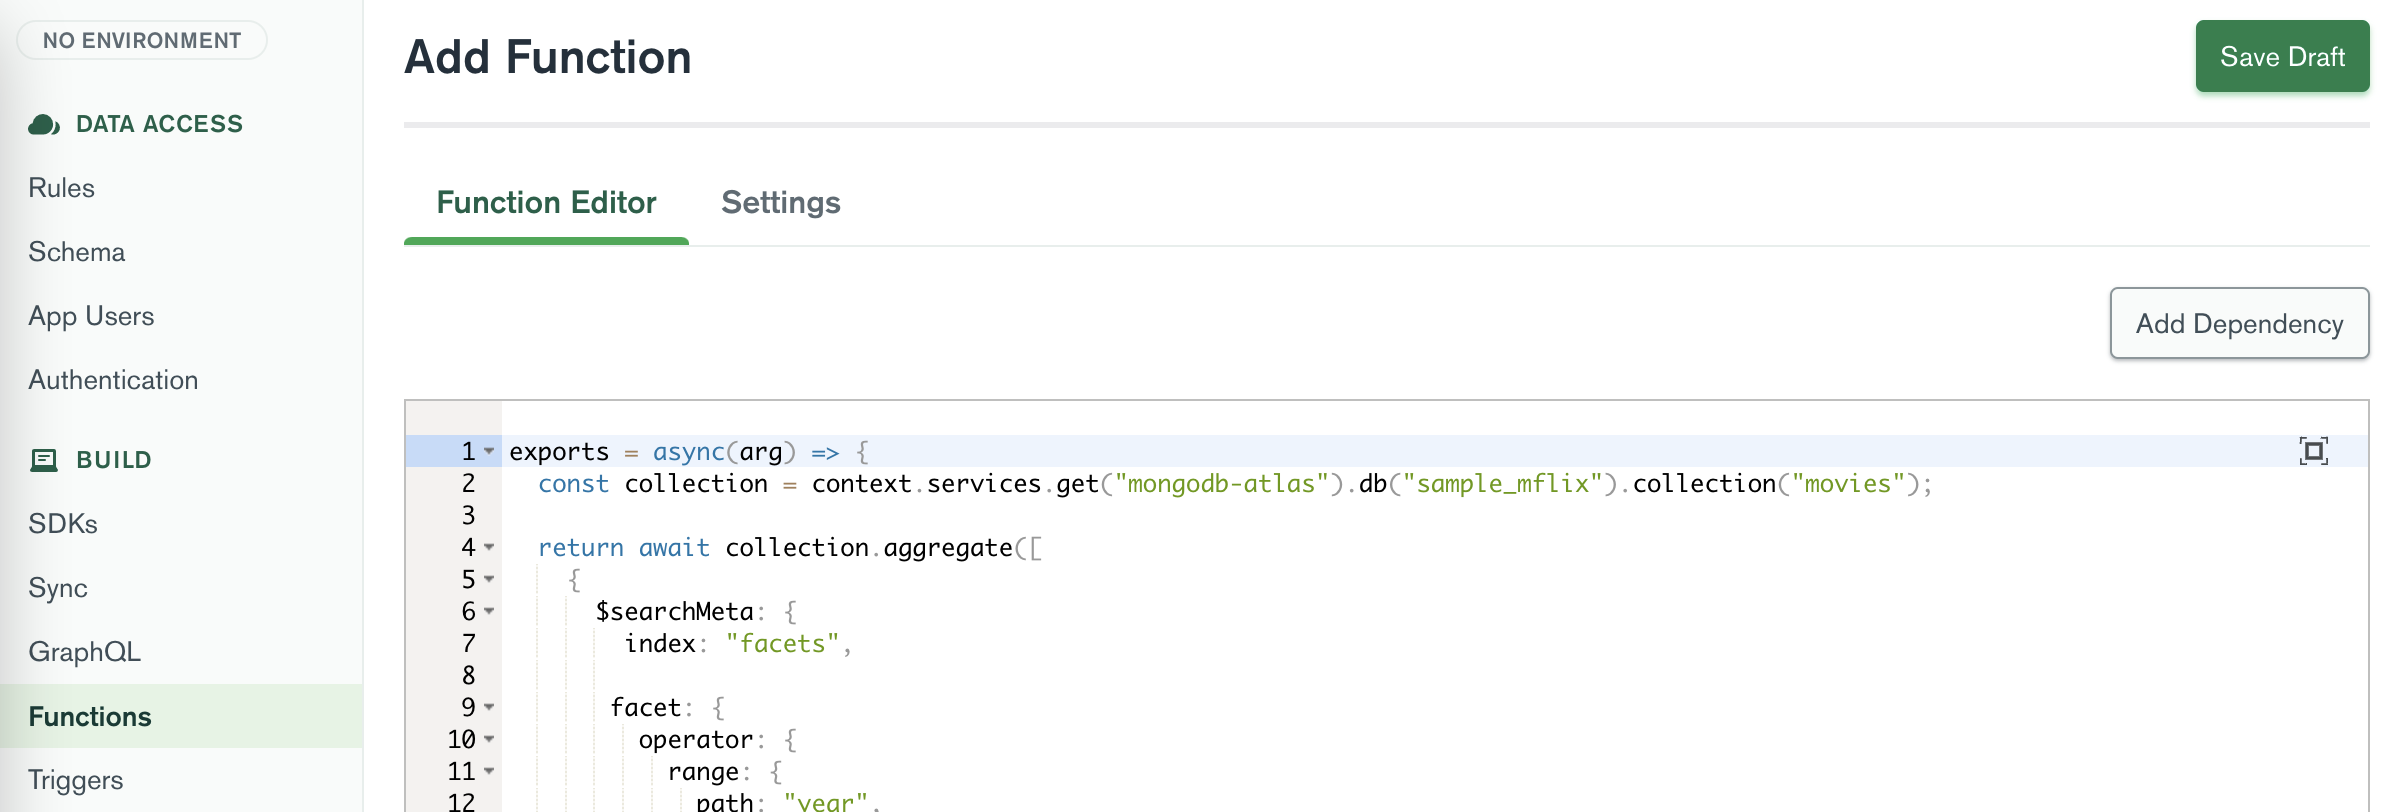 NO ENVIRONMENT
DATA ACCESS
Rules
Schema
App Users
Authentication
BUILD
SDKs
Sync
GraphQL
Functions
Triggers
Add Function
Save Draft
Function Editor Settings
Add Dependency
1 exports = async(arg) => {
2 const collection = context.services.get("mongodb-atlas").db("sample_mflix").collection("movies");
3
4 return await collection.aggregate([
5 {
6 $searchMeta: {
7 index: "facets",
8
9 facet: {
10 operator: {
11 range: {
12 path: "year",